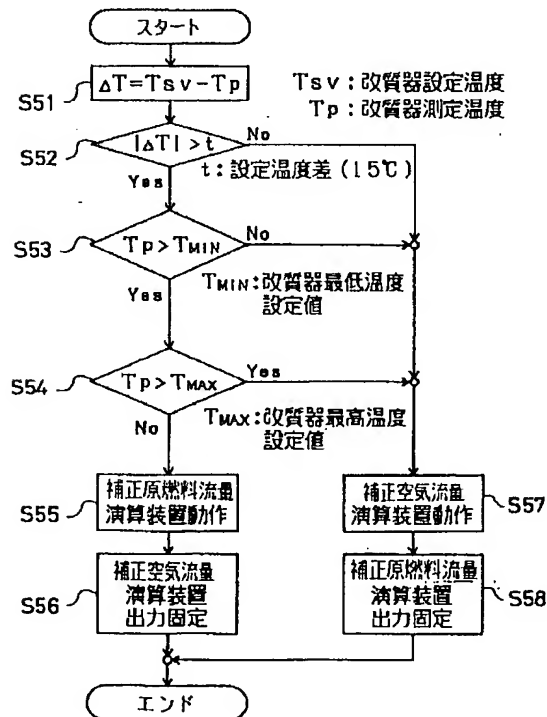 スタート
S51
ΔT=Tsv-Tp
Tsv:改質器設定温度
Tp:改質器測定温度
S52
|ΔT|>t
No
t:設定温度差(15℃)
Yes
S53
Tp>TMIN
No
TMIN:改質器最低温度
設定値
Yes
S54
Tp>TMAX
Yes
TMAX:改質器最高温度
設定値
No
S55
補正原燃料流量
演算装置動作
補正空気流量
演算装置動作
S57
S56
補正空気流量
演算装置
出力固定
補正原燃料流量
演算装置
出力固定
S58
エンド